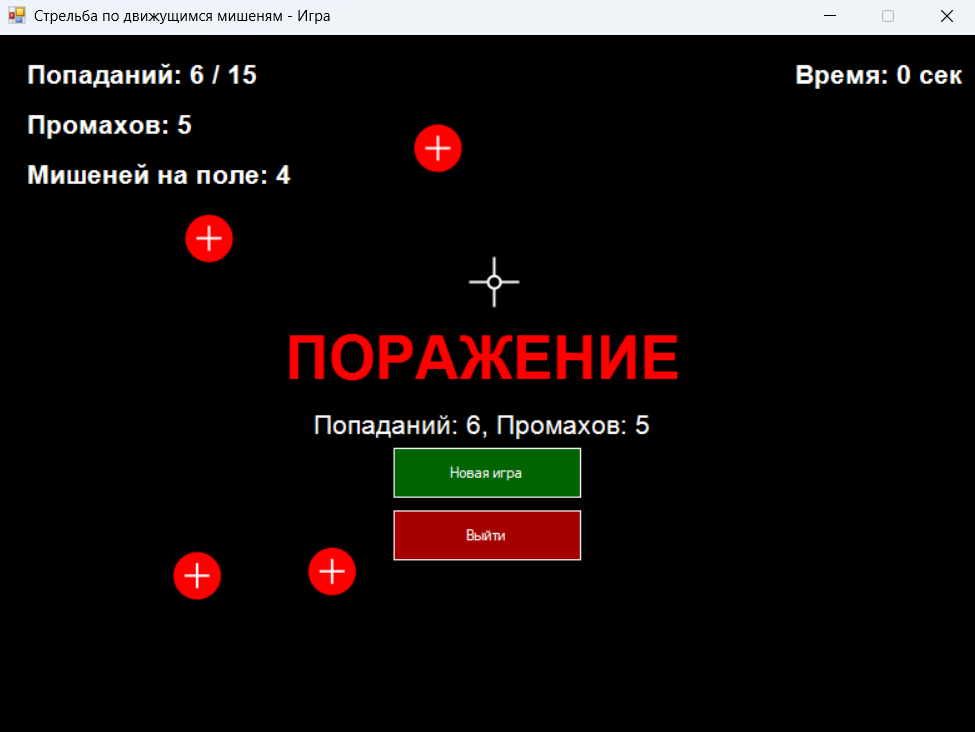 Стрельба по движущимся мишеням - Игра
Попаданий: 6 / 15
Время: 0 сек
Промахов: 5
Мишеней на поле: 4
ПОРАЖЕНИЕ
Попаданий: 6, Промахов: 5
Новая игра
Выйти